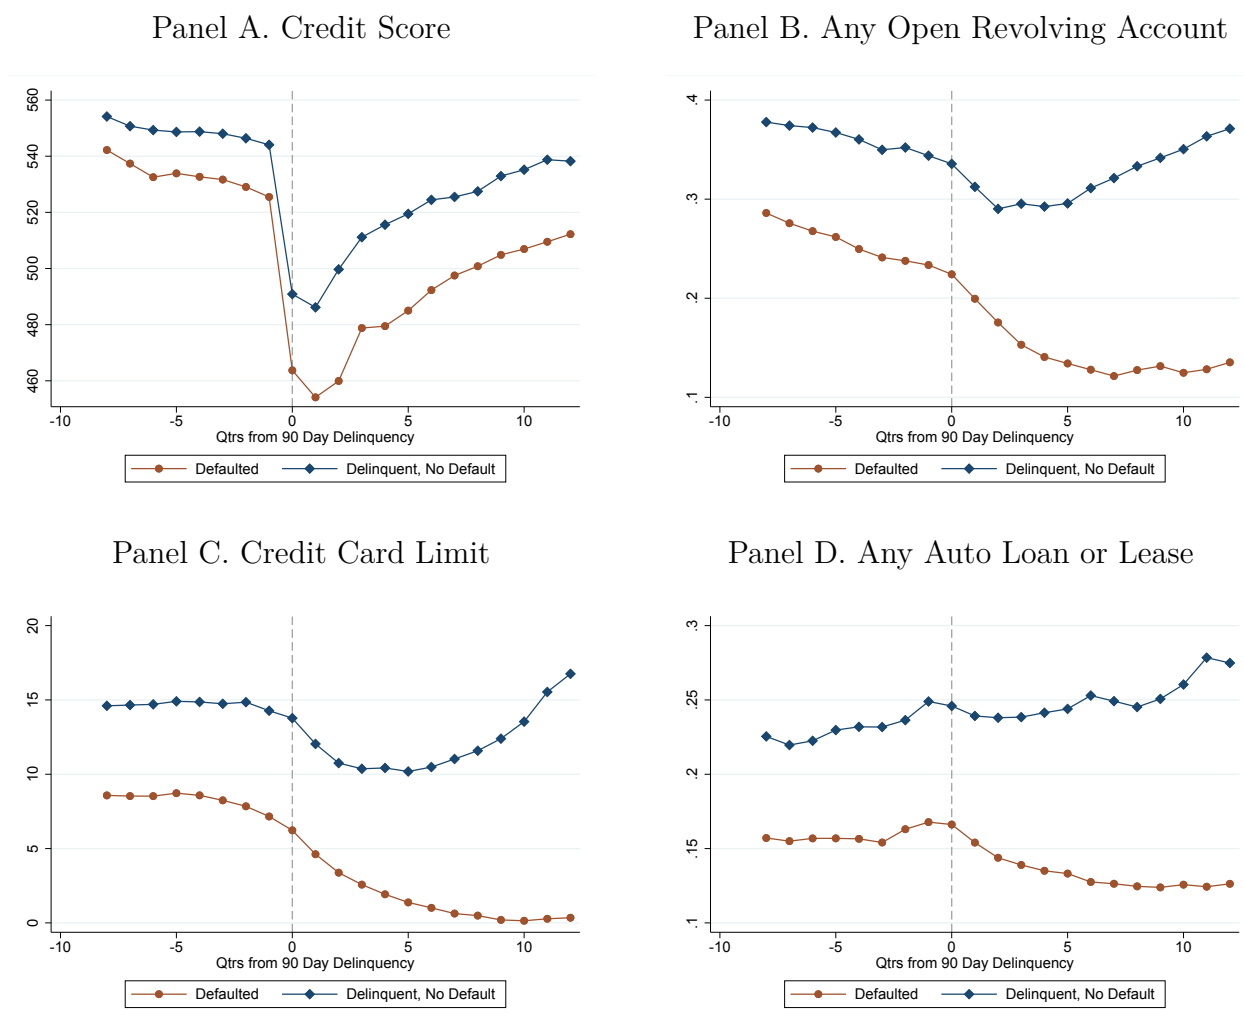 Panel A. Credit Score
560
540
520
500
480
460
-10 -5 0 5 10
Qtrs from 90 Day Delinquency
Defaulted Delinquent, No Default
Panel B. Any Open Revolving Account
.4
.3
.2
.1
-10 -5 0 5 10
Qtrs from 90 Day Delinquency
Defaulted Delinquent, No Default
Panel C. Credit Card Limit
20
15
10
5
0
-10 -5 0 5 10
Qtrs from 90 Day Delinquency
Defaulted Delinquent, No Default
Panel D. Any Auto Loan or Lease
.3
.25
.2
.15
.1
-10 -5 0 5 10
Qtrs from 90 Day Delinquency
Defaulted Delinquent, No Default